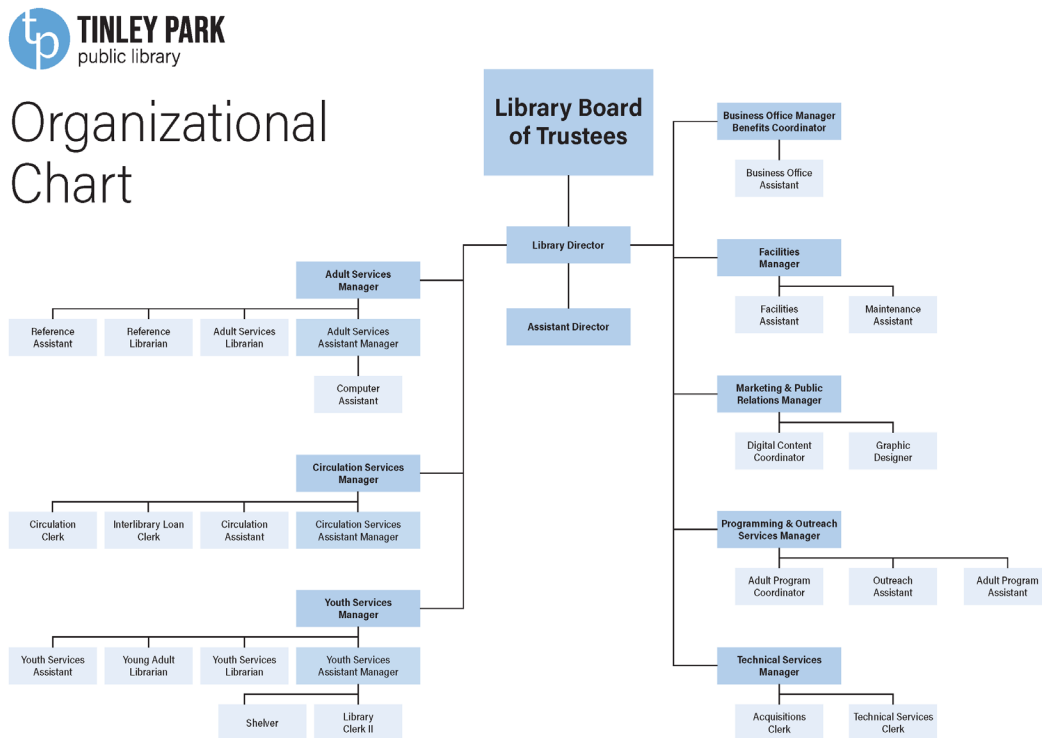 tp
TINLEY PARK
public library
Organizational
Chart
Library Board
of Trustees
Library Director
Assistant Director
Adult Services
Manager
Reference
Assistant
Reference
Librarian
Adult Services
Librarian
Adult Services
Assistant Manager
Computer
Assistant
Circulation Services
Manager
Circulation
Clerk
Interlibrary Loan
Clerk
Circulation
Assistant
Circulation Services
Assistant Manager
Youth Services
Manager
Youth Services
Assistant
Young Adult
Librarian
Youth Services
Librarian
Youth Services
Assistant Manager
Shelver
Library
Clerk II
Business Office Manager
Benefits Coordinator
Business Office
Assistant
Facilities
Manager
Facilities
Assistant
Maintenance
Assistant
Marketing & Public
Relations Manager
Digital Content
Coordinator
Graphic
Designer
Programming & Outreach
Services Manager
Adult Program
Coordinator
Outreach
Assistant
Adult Program
Assistant
Technical Services
Manager
Acquisitions
Clerk
Technical Services
Clerk